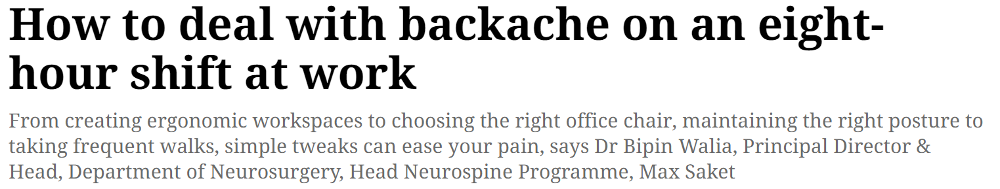 How to deal with backache on an eight-
hour shift at work
From creating ergonomic workspaces to choosing the right office chair, maintaining the right posture to
taking frequent walks, simple tweaks can ease your pain, says Dr Bipin Walia, Principal Director &
Head, Department of Neurosurgery, Head Neurospine Programme, Max Saket